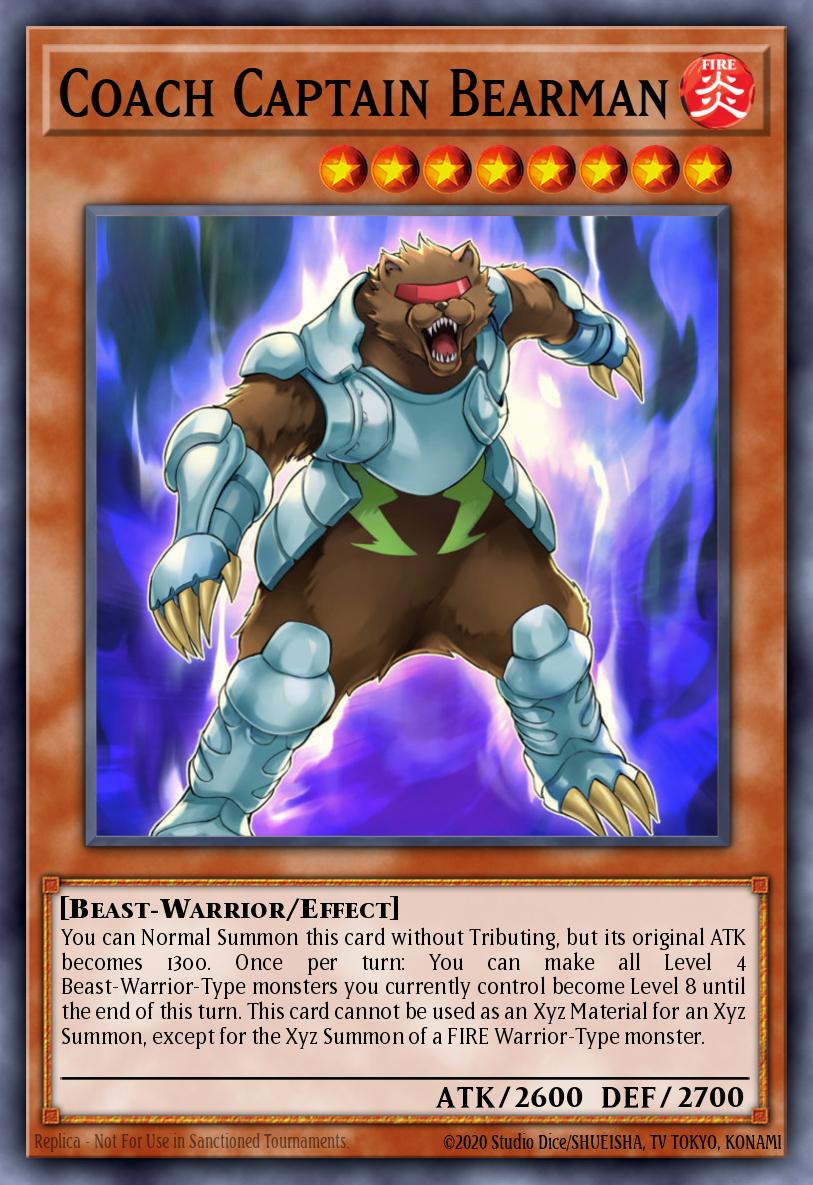 Coach Captain Bearman
FIRE
炎
[Beast-Warrior/Effect]
You can Normal Summon this card without Tributing, but its original ATK
becomes 1300. Once per turn: You can make all Level 4
Beast-Warrior-Type monsters you currently control become Level 8 until
the end of this turn. This card cannot be used as an Xyz Material for an Xyz
Summon, except for the Xyz Summon of a FIRE Warrior-Type monster.
ATK/2600 DEF/2700
Replica - Not For Use in Sanctioned Tournaments.
©2020 Studio Dice/SHUEISHA, TV TOKYO, KONAMI